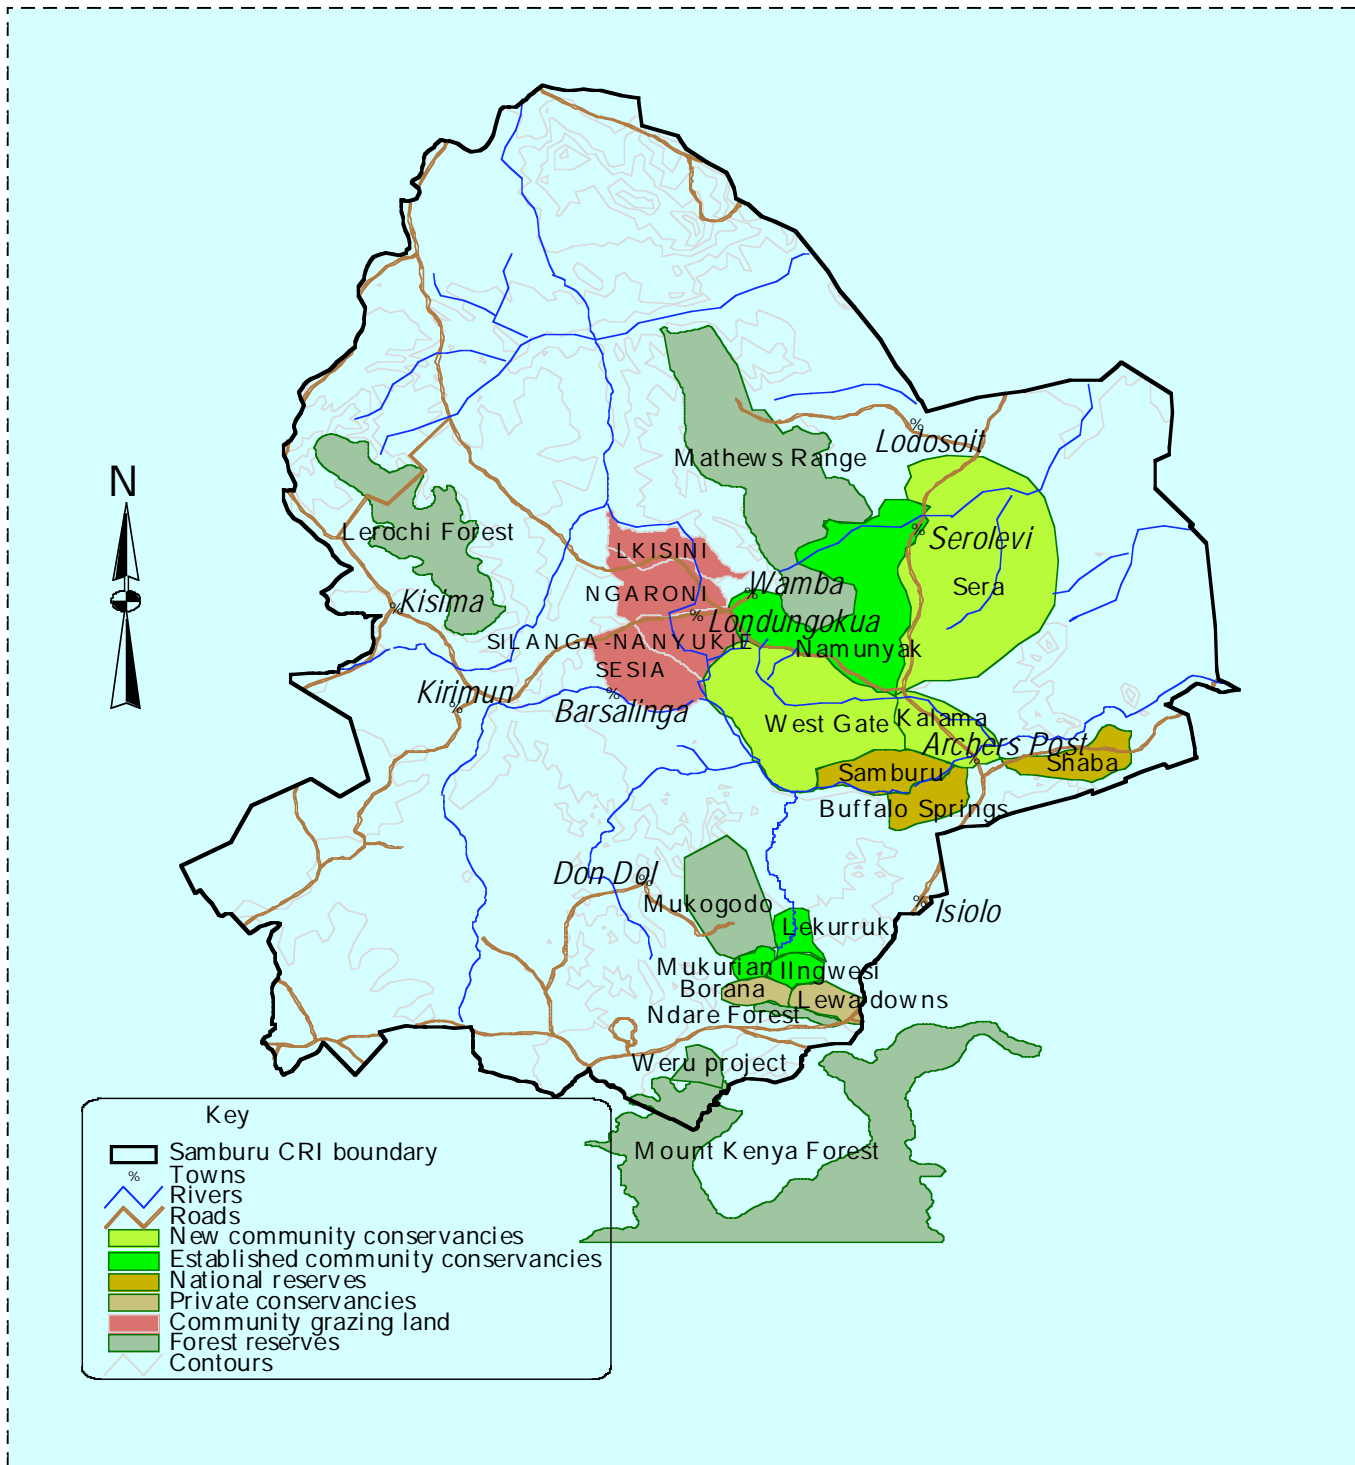 Lodosoit
Mathews Range
N
Lerochi Forest
Serolevi
LKISINI
Wamba
Sera
NGARONI
Kisima
Londungokua
SILANGA-NANYUKIE
Namunyak
SESIA
Kirimun
Barsalinga
West Gate
Kalama
Archers Post
Shaba
Samburu
Buffalo Springs
Don Dol
Mukogodo
Isiolo
Lekurruk
Mukurian
IlNgwesi
Borana
Lewa downs
Ndare Forest
Weru project
Mount Kenya Forest
Key
Samburu CRI boundary
% Towns
Rivers
Roads
New community conservancies
Established community conservancies
National reserves
Private conservancies
Community grazing land
Forest reserves
Contours